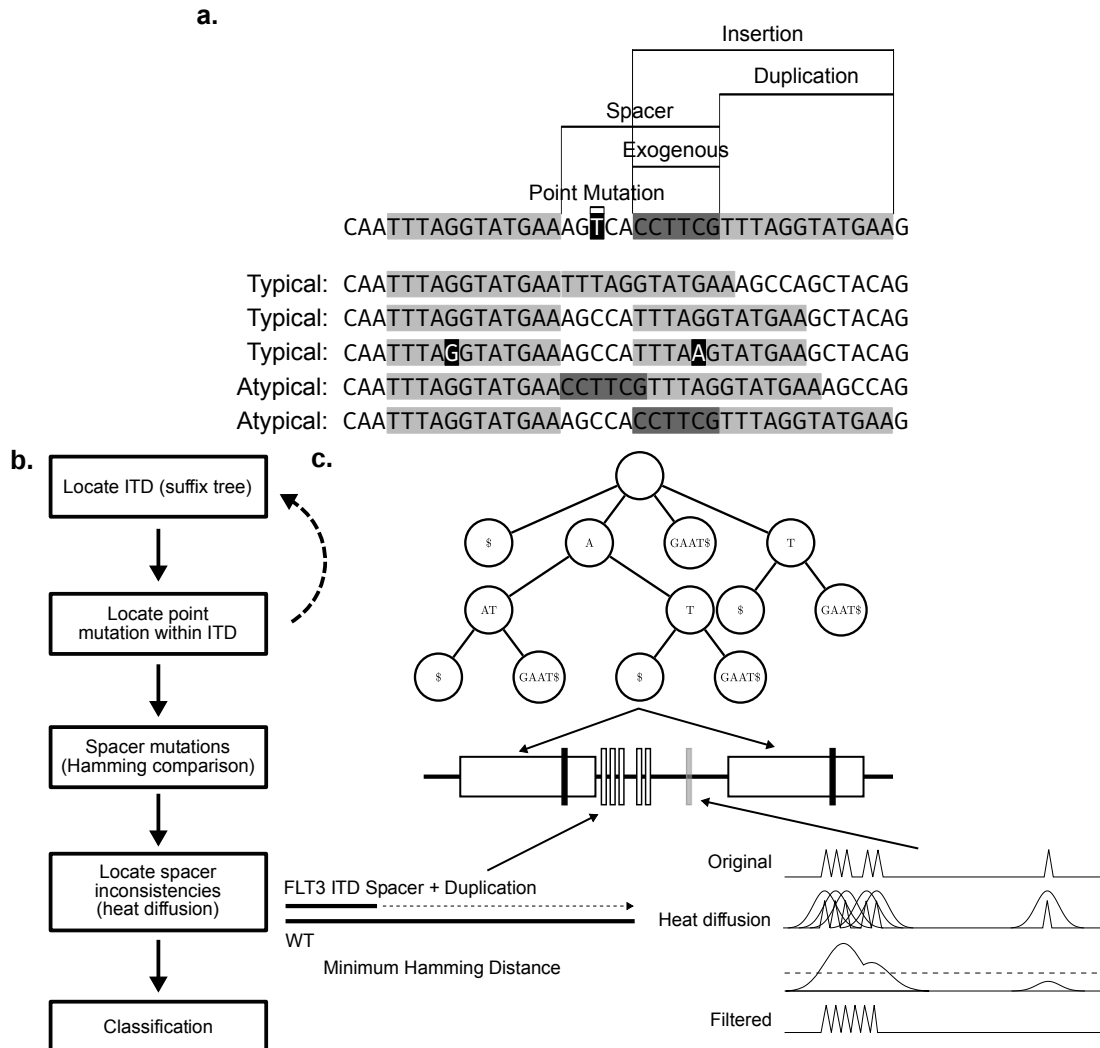 a.
Insertion
Duplication
Spacer
Exogenous
Point Mutation
CAATTTAGGTATGAAAGTCACCTTCGTTTAGGTATGAAG
Typical: CAATTTAGGTATGAATTTAGGTATGAAAGCCAGCTACAG
Typical: CAATTTAGGTATGAAAGCCATTTAGGTATGAAGCTACAG
Typical: CAATTTAGGTATGAAAGCCATTTAAGTATGAAGCTACAG
Atypical: CAATTTAGGTATGAACCTTCGTTTAGGTATGAAAGCCAG
Atypical: CAATTTAGGTATGAAAGCCACCTTCGTTTAGGTATGAAG
b.
Locate ITD (suffix tree)
Locate point
mutation within ITD
Spacer mutations
(Hamming comparison)
Locate spacer
inconsistencies
(heat diffusion)
Classification
c.
$ A GAAT$ T
AT T $ GAAT$
$ GAAT$ $ GAAT$
FLT3 ITD Spacer + Duplication
WT
Minimum Hamming Distance
Original
Heat diffusion
Filtered